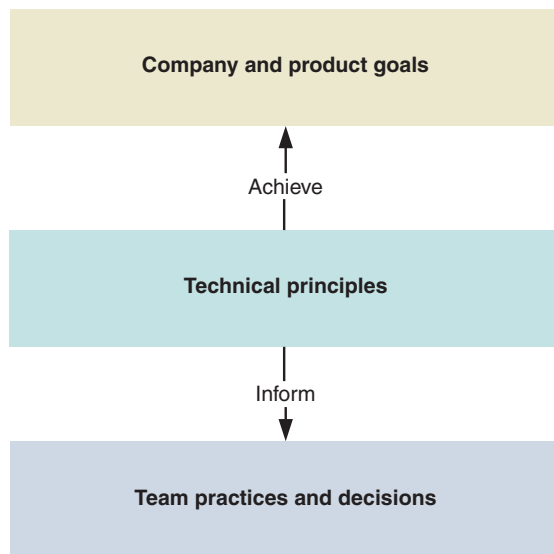 Company and product goals
Achieve
Technical principles
Inform
Team practices and decisions